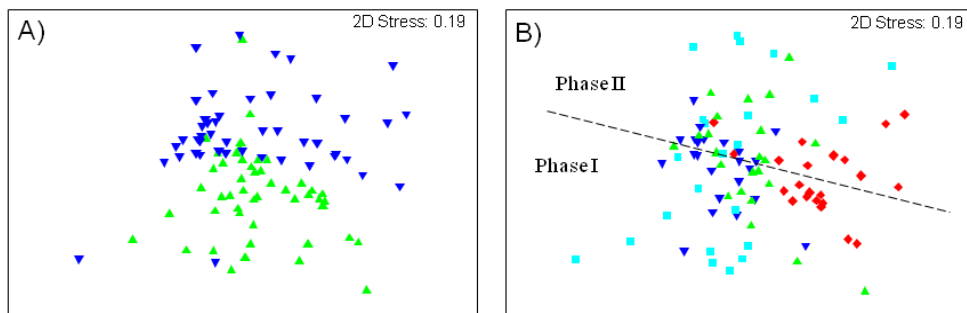 A)
2D Stress: 0.19
B)
2D Stress: 0.19
Phase II
Phase I